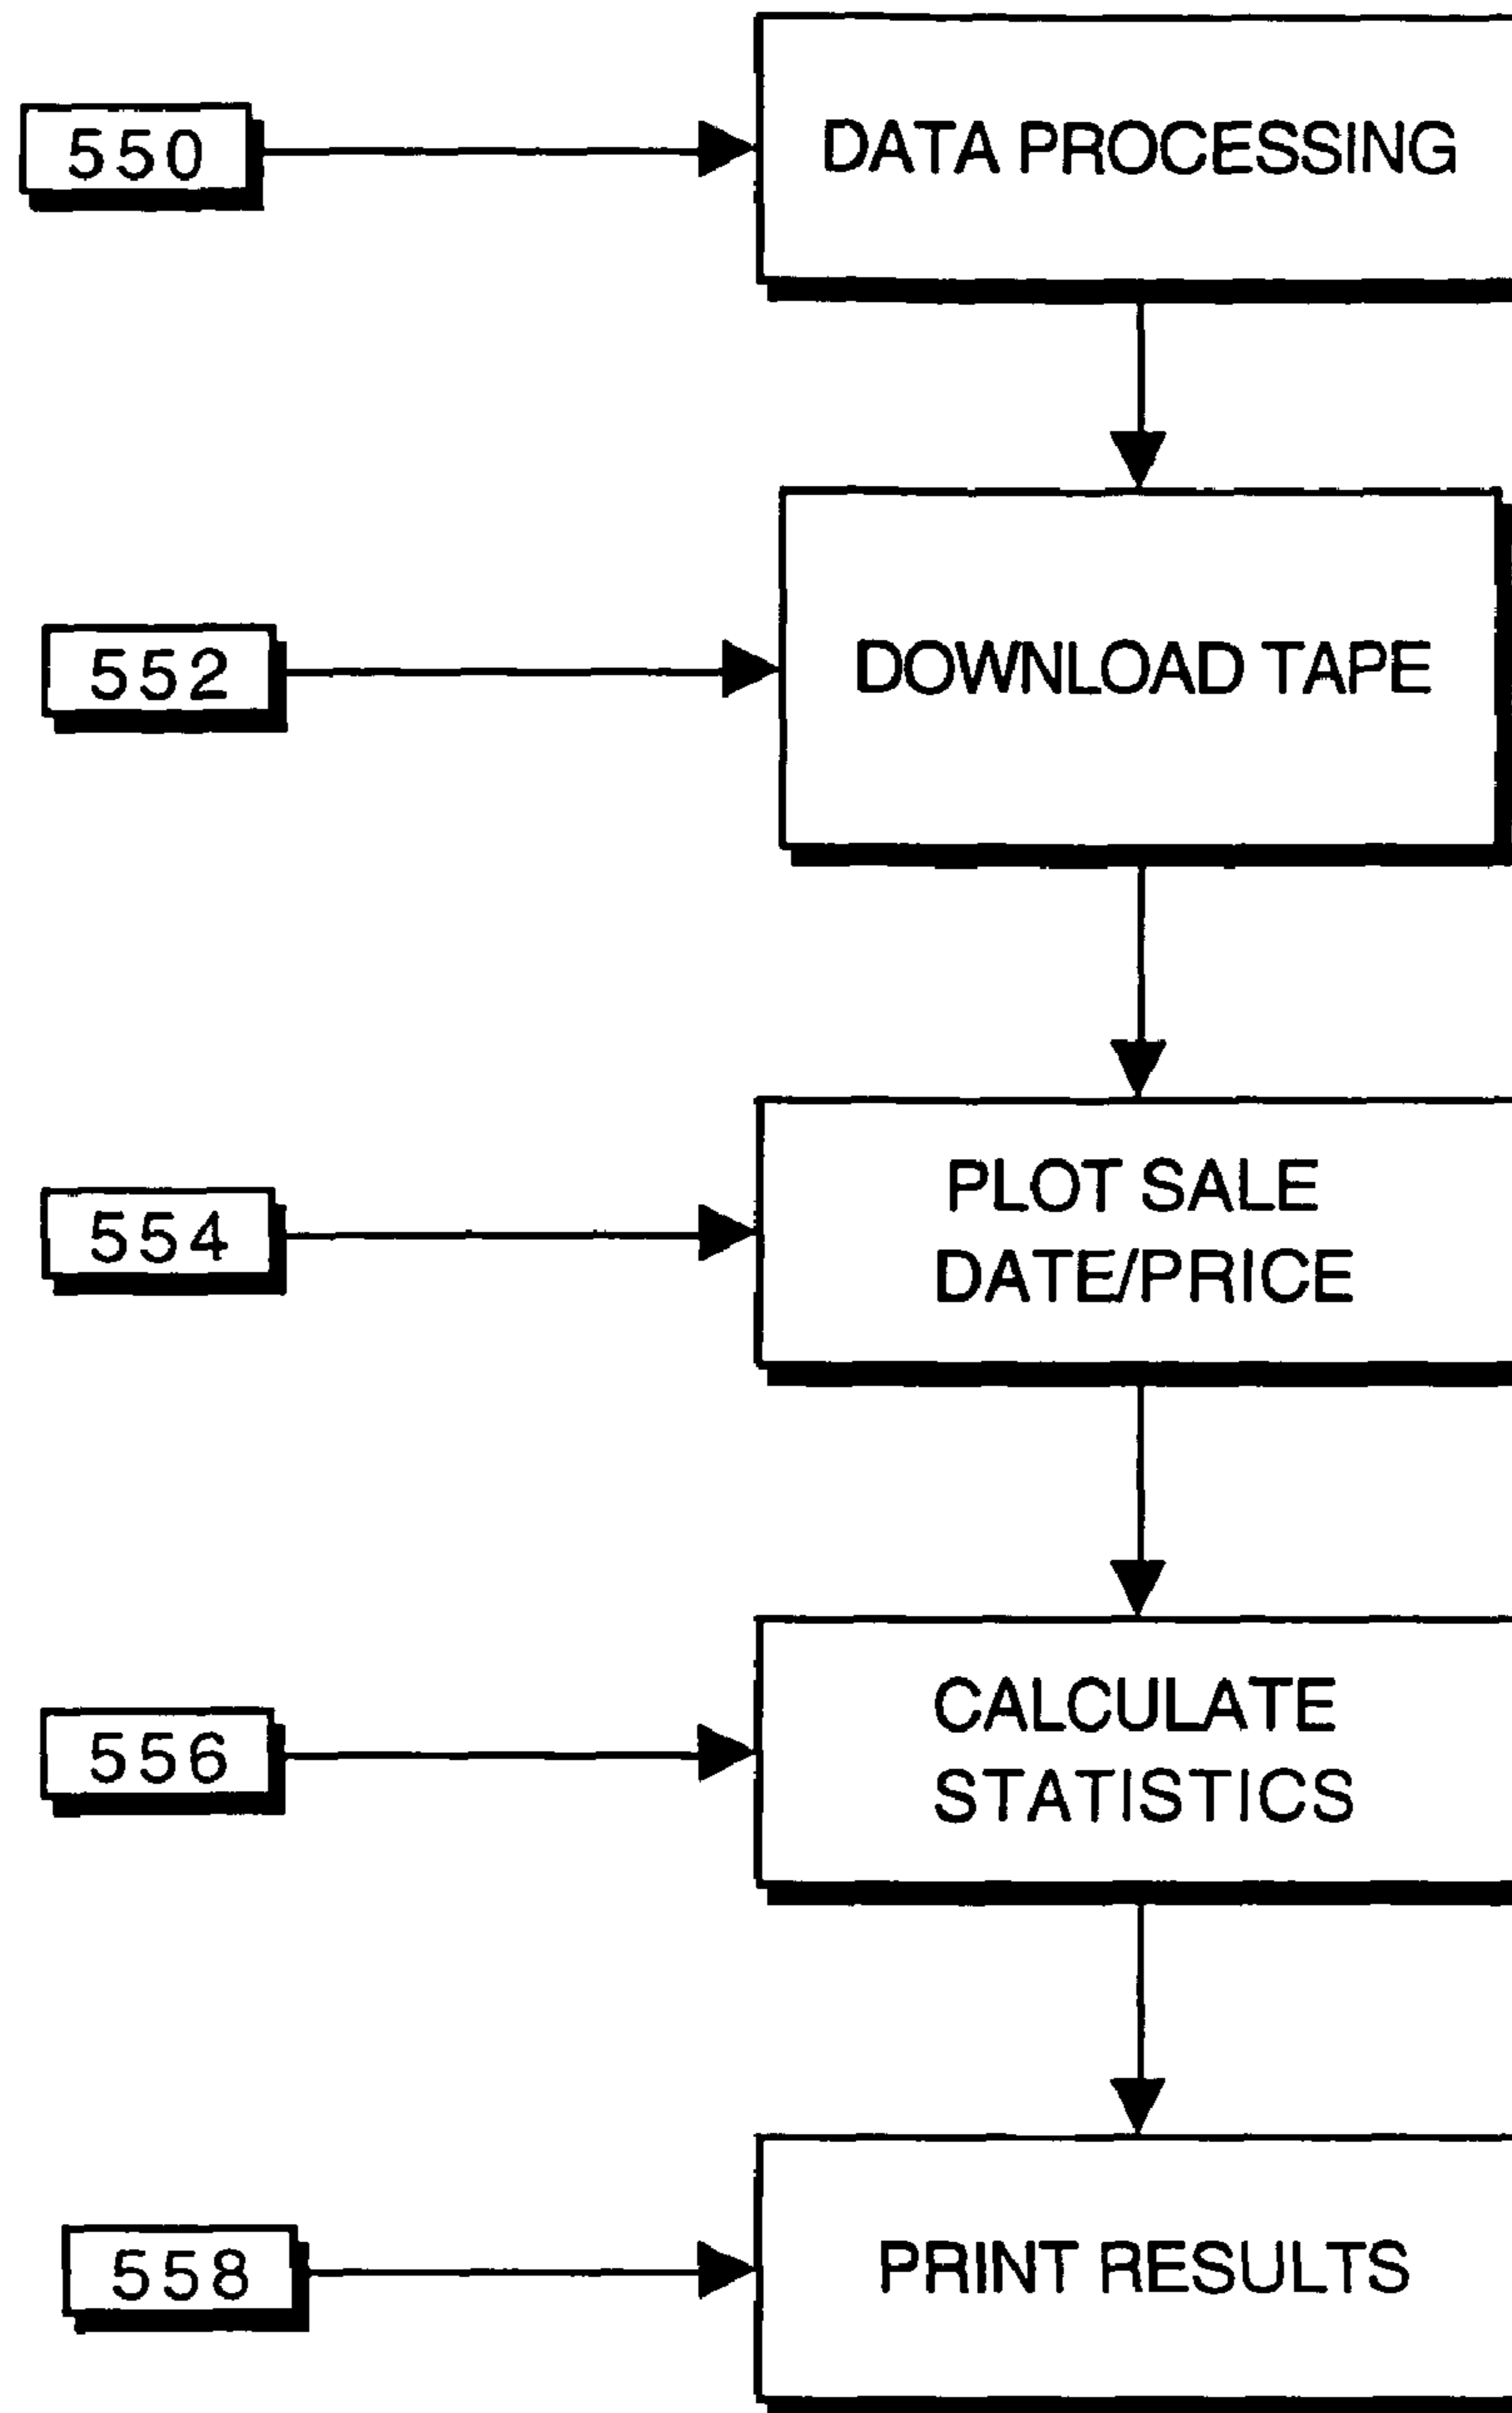 550
DATA PROCESSING
552
DOWNLOAD TAPE
554
PLOT SALE
DATE/PRICE
556
CALCULATE
STATISTICS
558
PRINT RESULTS